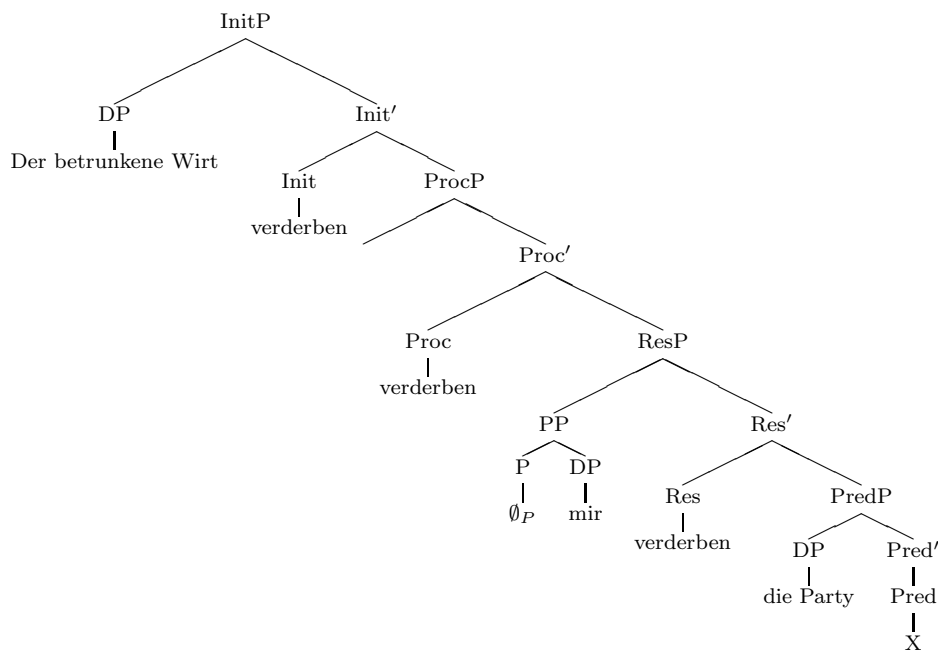 InitP
DP Init′
Der betrunkene Wirt
Init ProcP
verderben
Proc′
Proc ResP
verderben
PP Res′
P DP
Res PredP
∅P mir
verderben
DP Pred′
die Party Pred
X